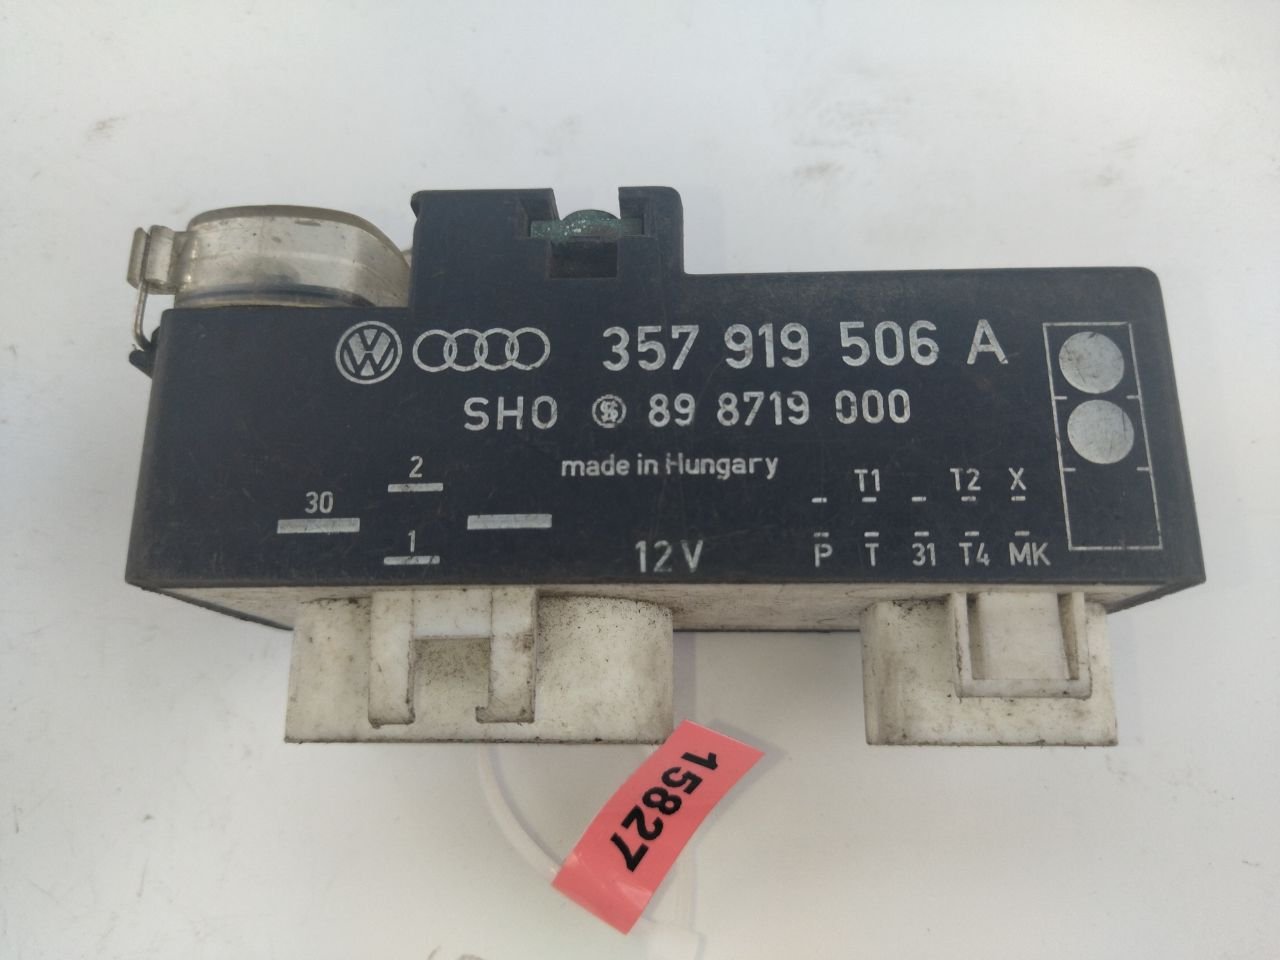 357 919 506 A
SHO 89 8719 000
made in Hungary
2
30
1
12V
- T1 - T2 X
P T 31 T4 MK
15827